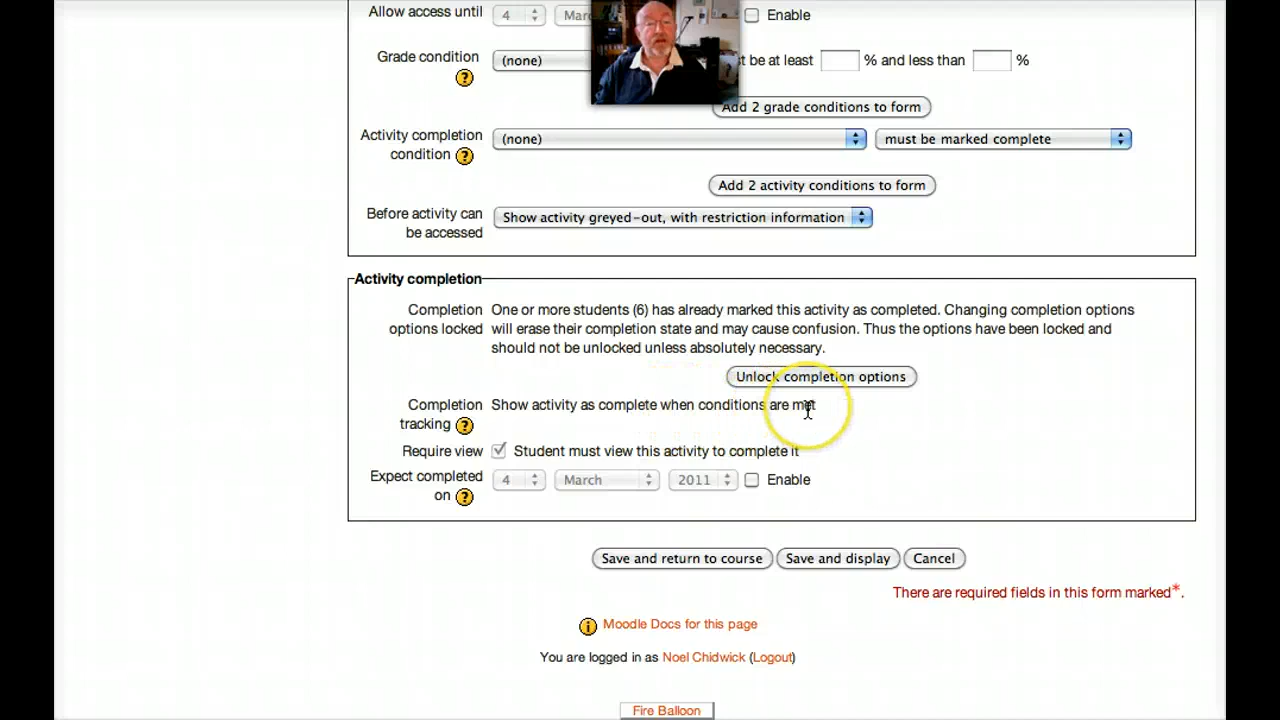 Allow access until 4 Mar Enable
Grade condition (none) t be at least % and less than %
Add 2 grade conditions to form
Activity completion condition (none) must be marked complete
Add 2 activity conditions to form
Before activity can be accessed Show activity greyed-out, with restriction information
Activity completion
Completion options locked
One or more students (6) has already marked this activity as completed. Changing completion options
will erase their completion state and may cause confusion. Thus the options have been locked and
should not be unlocked unless absolutely necessary.
Unlock completion options
Completion tracking Show activity as complete when conditions are met
Require view Student must view this activity to complete it
Expect completed on 4 March 2011 Enable
Save and return to course Save and display Cancel
There are required fields in this form marked*.
Moodle Docs for this page
You are logged in as Noel Chidwick (Logout)
Fire Balloon